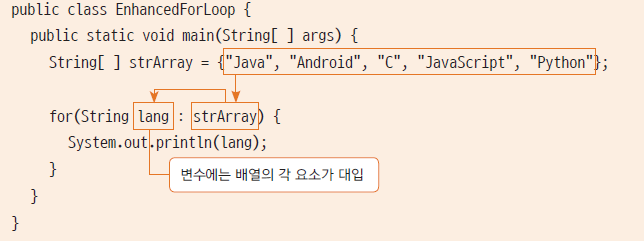 public class EnhancedForLoop {
public static void main(String[ ] args) {
String[ ] strArray = {"Java", "Android", "C", "JavaScript", "Python"};
for(String lang : strArray) {
System.out.println(lang);
}
변수에는 배열의 각 요소가 대입
}
}